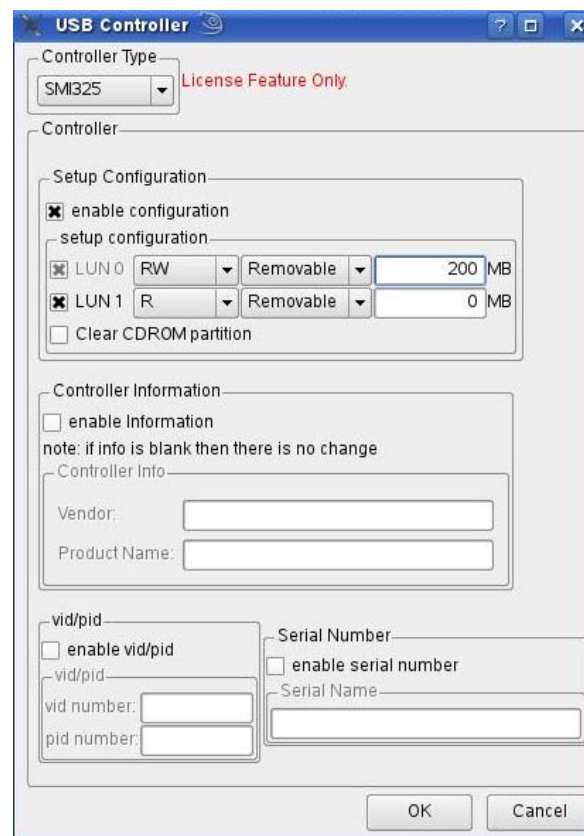 USB Controller
Controller Type
SMI325
License Feature Only.
Controller
Setup Configuration
enable configuration
setup configuration
LUN 0 RW Removable 200 MB
LUN 1 R Removable 0 MB
Clear CDROM partition
Controller Information
enable Information
note: if info is blank then there is no change
Controller Info
Vendor:
Product Name:
vid/pid
enable vid/pid
vid/pid
vid number:
pid number:
Serial Number
enable serial number
Serial Name
OK
Cancel